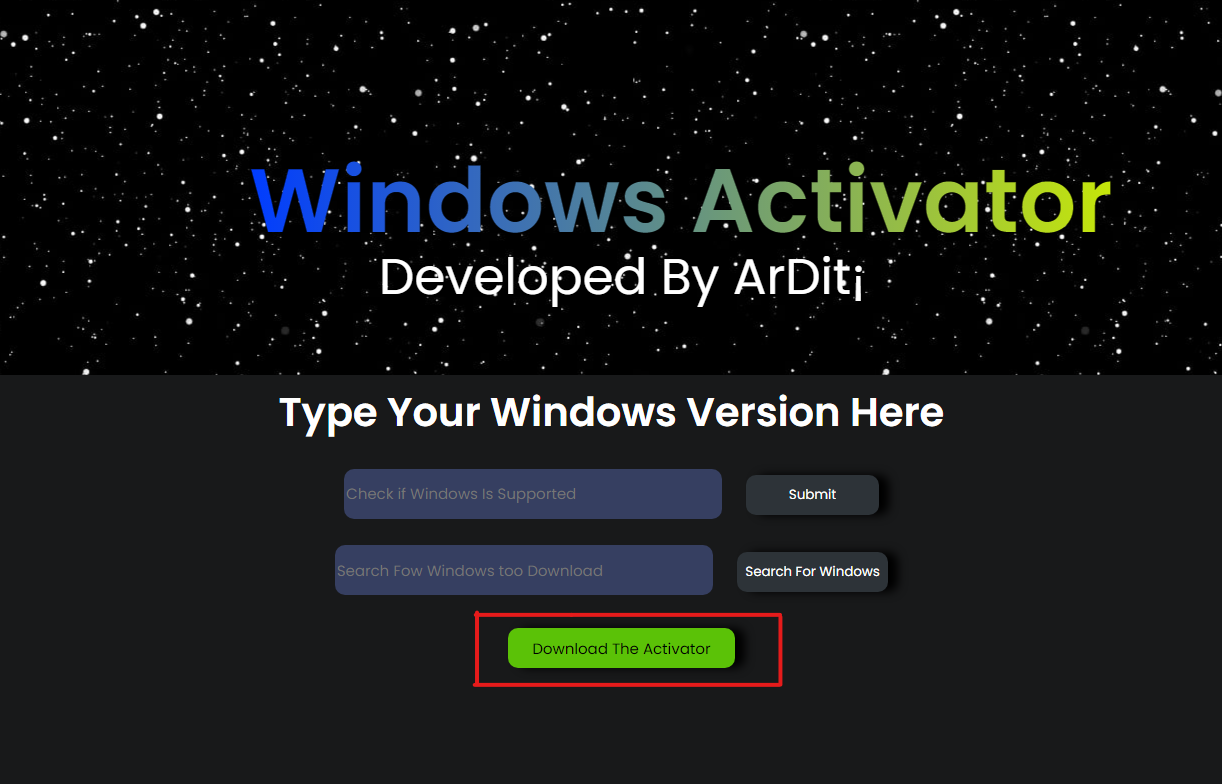 Windows Activator
Developed By ArDit¡
Type Your Windows Version Here
Check if Windows Is Supported
Submit
Search Fow Windows too Download
Search For Windows
Download The Activator